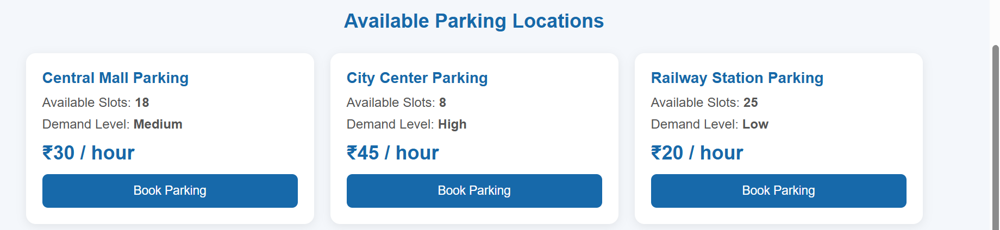 Available Parking Locations
Central Mall Parking
Available Slots: 18
Demand Level: Medium
₹30 / hour
Book Parking
City Center Parking
Available Slots: 8
Demand Level: High
₹45 / hour
Book Parking
Railway Station Parking
Available Slots: 25
Demand Level: Low
₹20 / hour
Book Parking